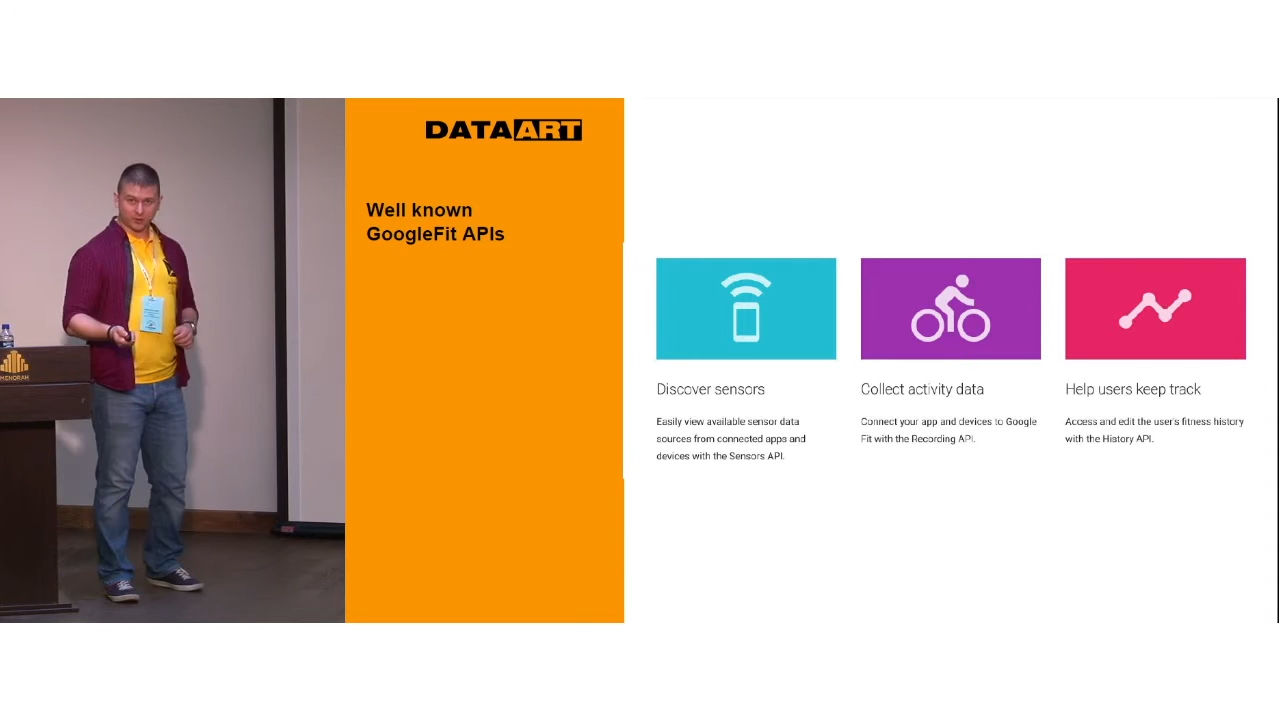 DATAART
Well known
GoogleFit APIs
Discover sensors
Easily view available sensor data
sources from connected apps and
devices with the Sensors API.
Collect activity data
Connect your app and devices to Google
Fit with the Recording API.
Help users keep track
Access and edit the user's fitness history
with the History API.
MENORAH